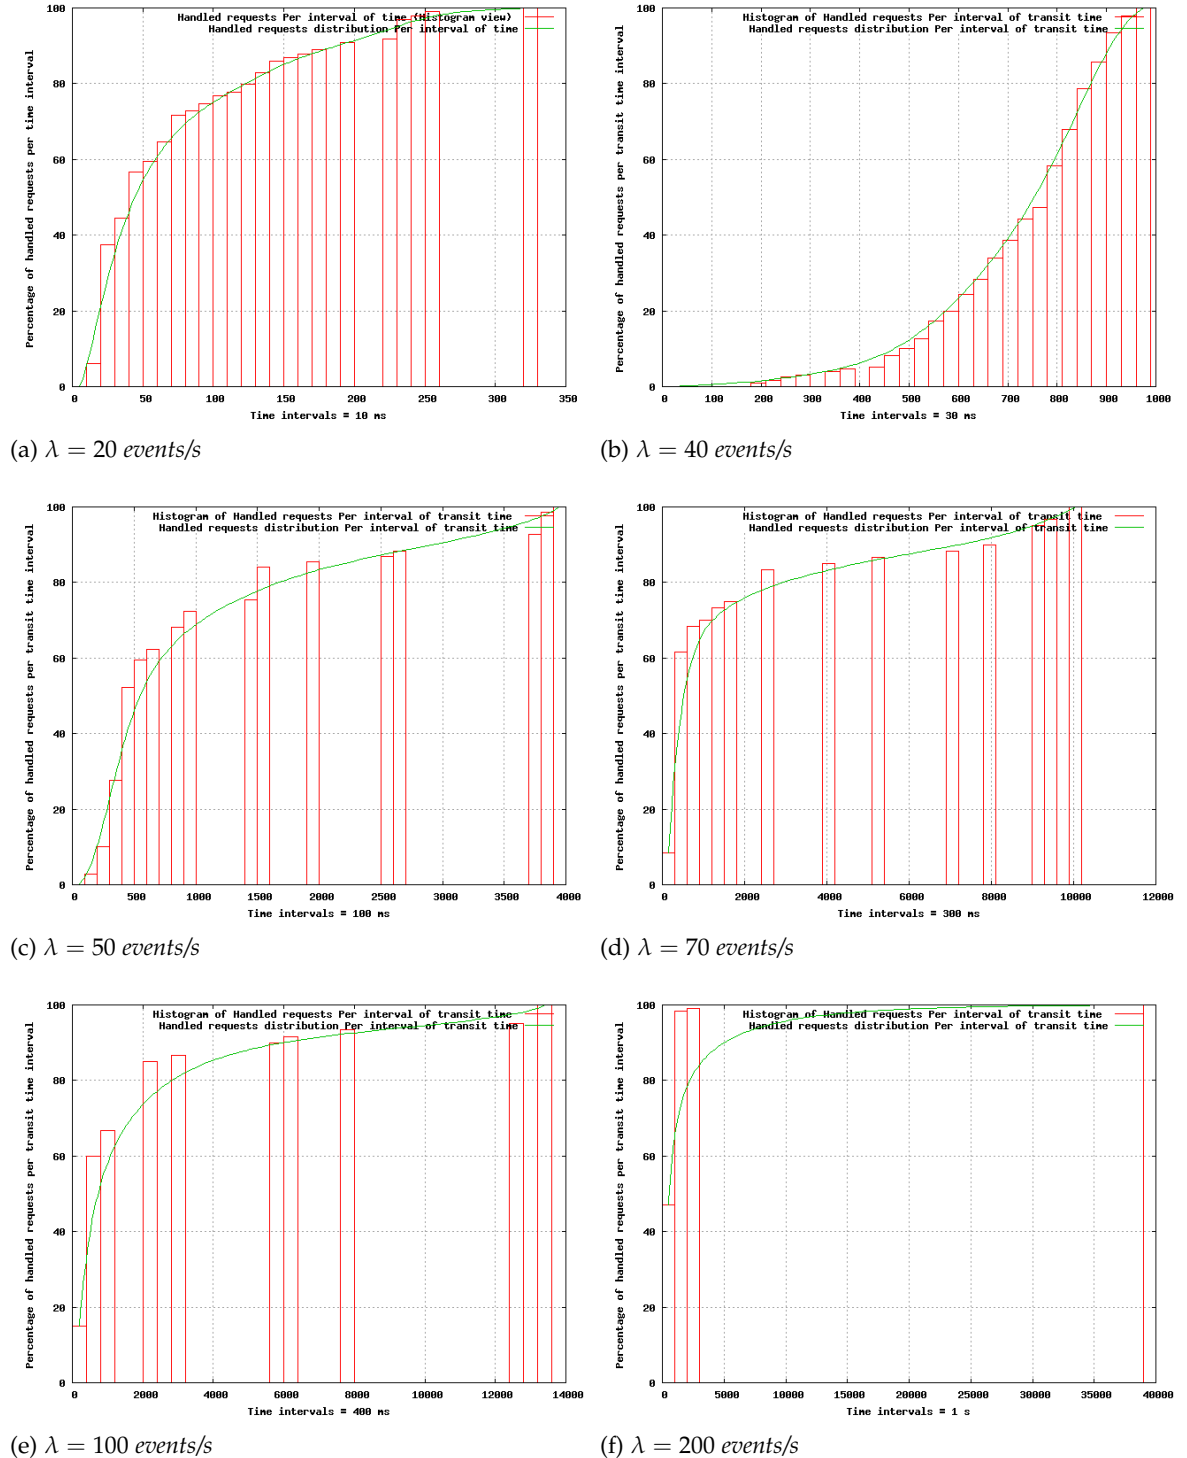 Handled requests Per interval of time (Histogram view)
Handled requests distribution Per interval of time
Percentage of handled requests per time interval
100
80
60
40
20
0
0 50 100 150 200 250 300 350
Time intervals = 10 ms
(a) λ = 20 events/s
Histogram of Handled requests Per interval of transit time
Handled requests distribution Per interval of transit time
Percentage of handled requests per transit time interval
100
80
60
40
20
0
0 100 200 300 400 500 600 700 800 900 1000
Time intervals = 30 ms
(b) λ = 40 events/s
Histogram of Handled requests Per interval of transit time
Handled requests distribution Per interval of transit time
Percentage of handled requests per transit time interval
100
80
60
40
20
0
0 500 1000 1500 2000 2500 3000 3500 4000
Time intervals = 100 ms
(c) λ = 50 events/s
Histogram of Handled requests Per interval of transit time
Handled requests distribution Per interval of transit time
Percentage of handled requests per transit time interval
100
80
60
40
20
0
0 2000 4000 6000 8000 10000 12000
Time intervals = 300 ms
(d) λ = 70 events/s
Histogram of Handled requests Per interval of transit time
Handled requests distribution Per interval of transit time
Percentage of handled requests per transit time interval
100
80
60
40
20
0
0 2000 4000 6000 8000 10000 12000 14000
Time intervals = 400 ms
(e) λ = 100 events/s
Histogram of Handled requests Per interval of transit time
Handled requests distribution Per interval of transit time
Percentage of handled requests per transit time interval
100
80
60
40
20
0
0 5000 10000 15000 20000 25000 30000 35000 40000
Time intervals = 1 s
(f) λ = 200 events/s